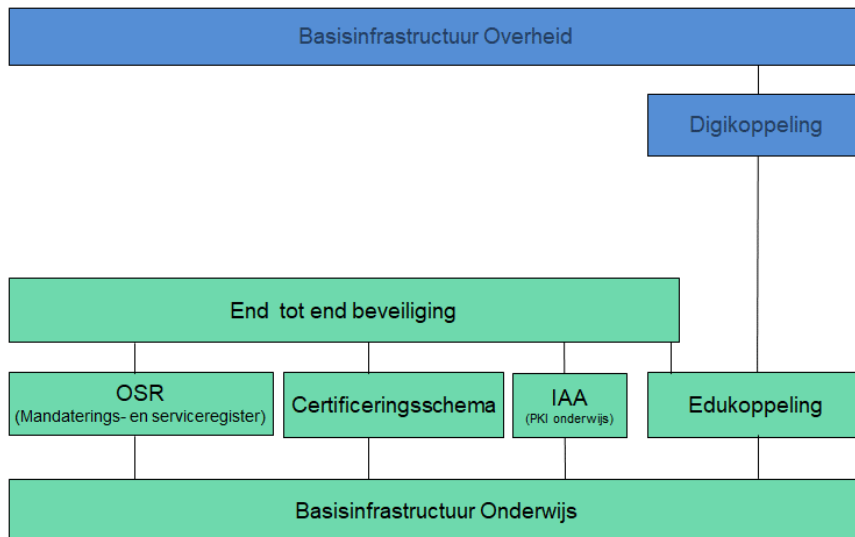 Basisinfrastructuur Overheid
Digikoppeling
End tot end beveiliging
OSR
(Mandaterings- en serviceregister)
Certificeringsschema
IAA
(PKI onderwijs)
Edukoppeling
Basisinfrastructuur Onderwijs